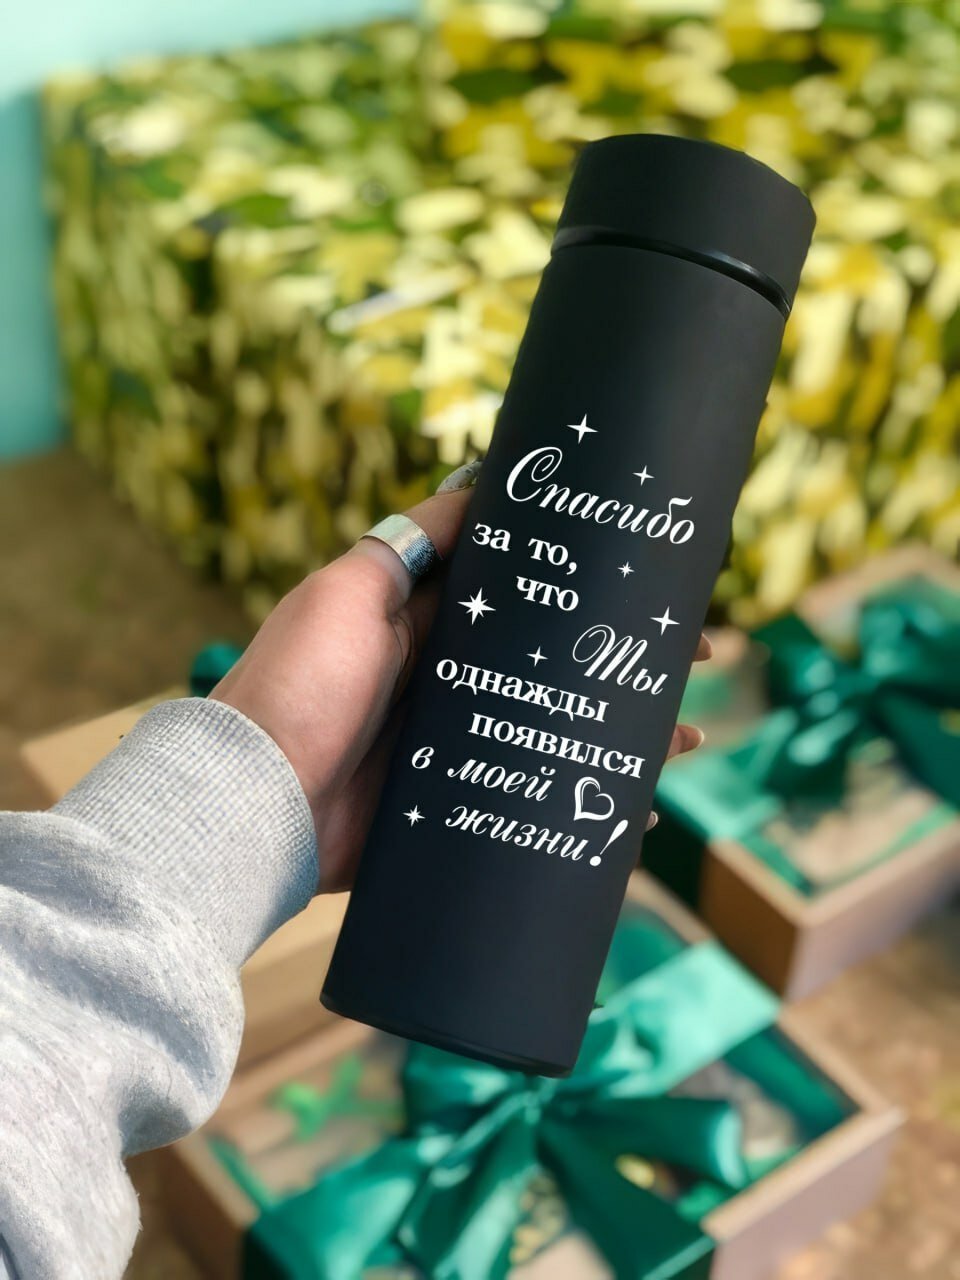 Спасибо
за то,
что
Ты
однажды
появился
в моей
жизни!